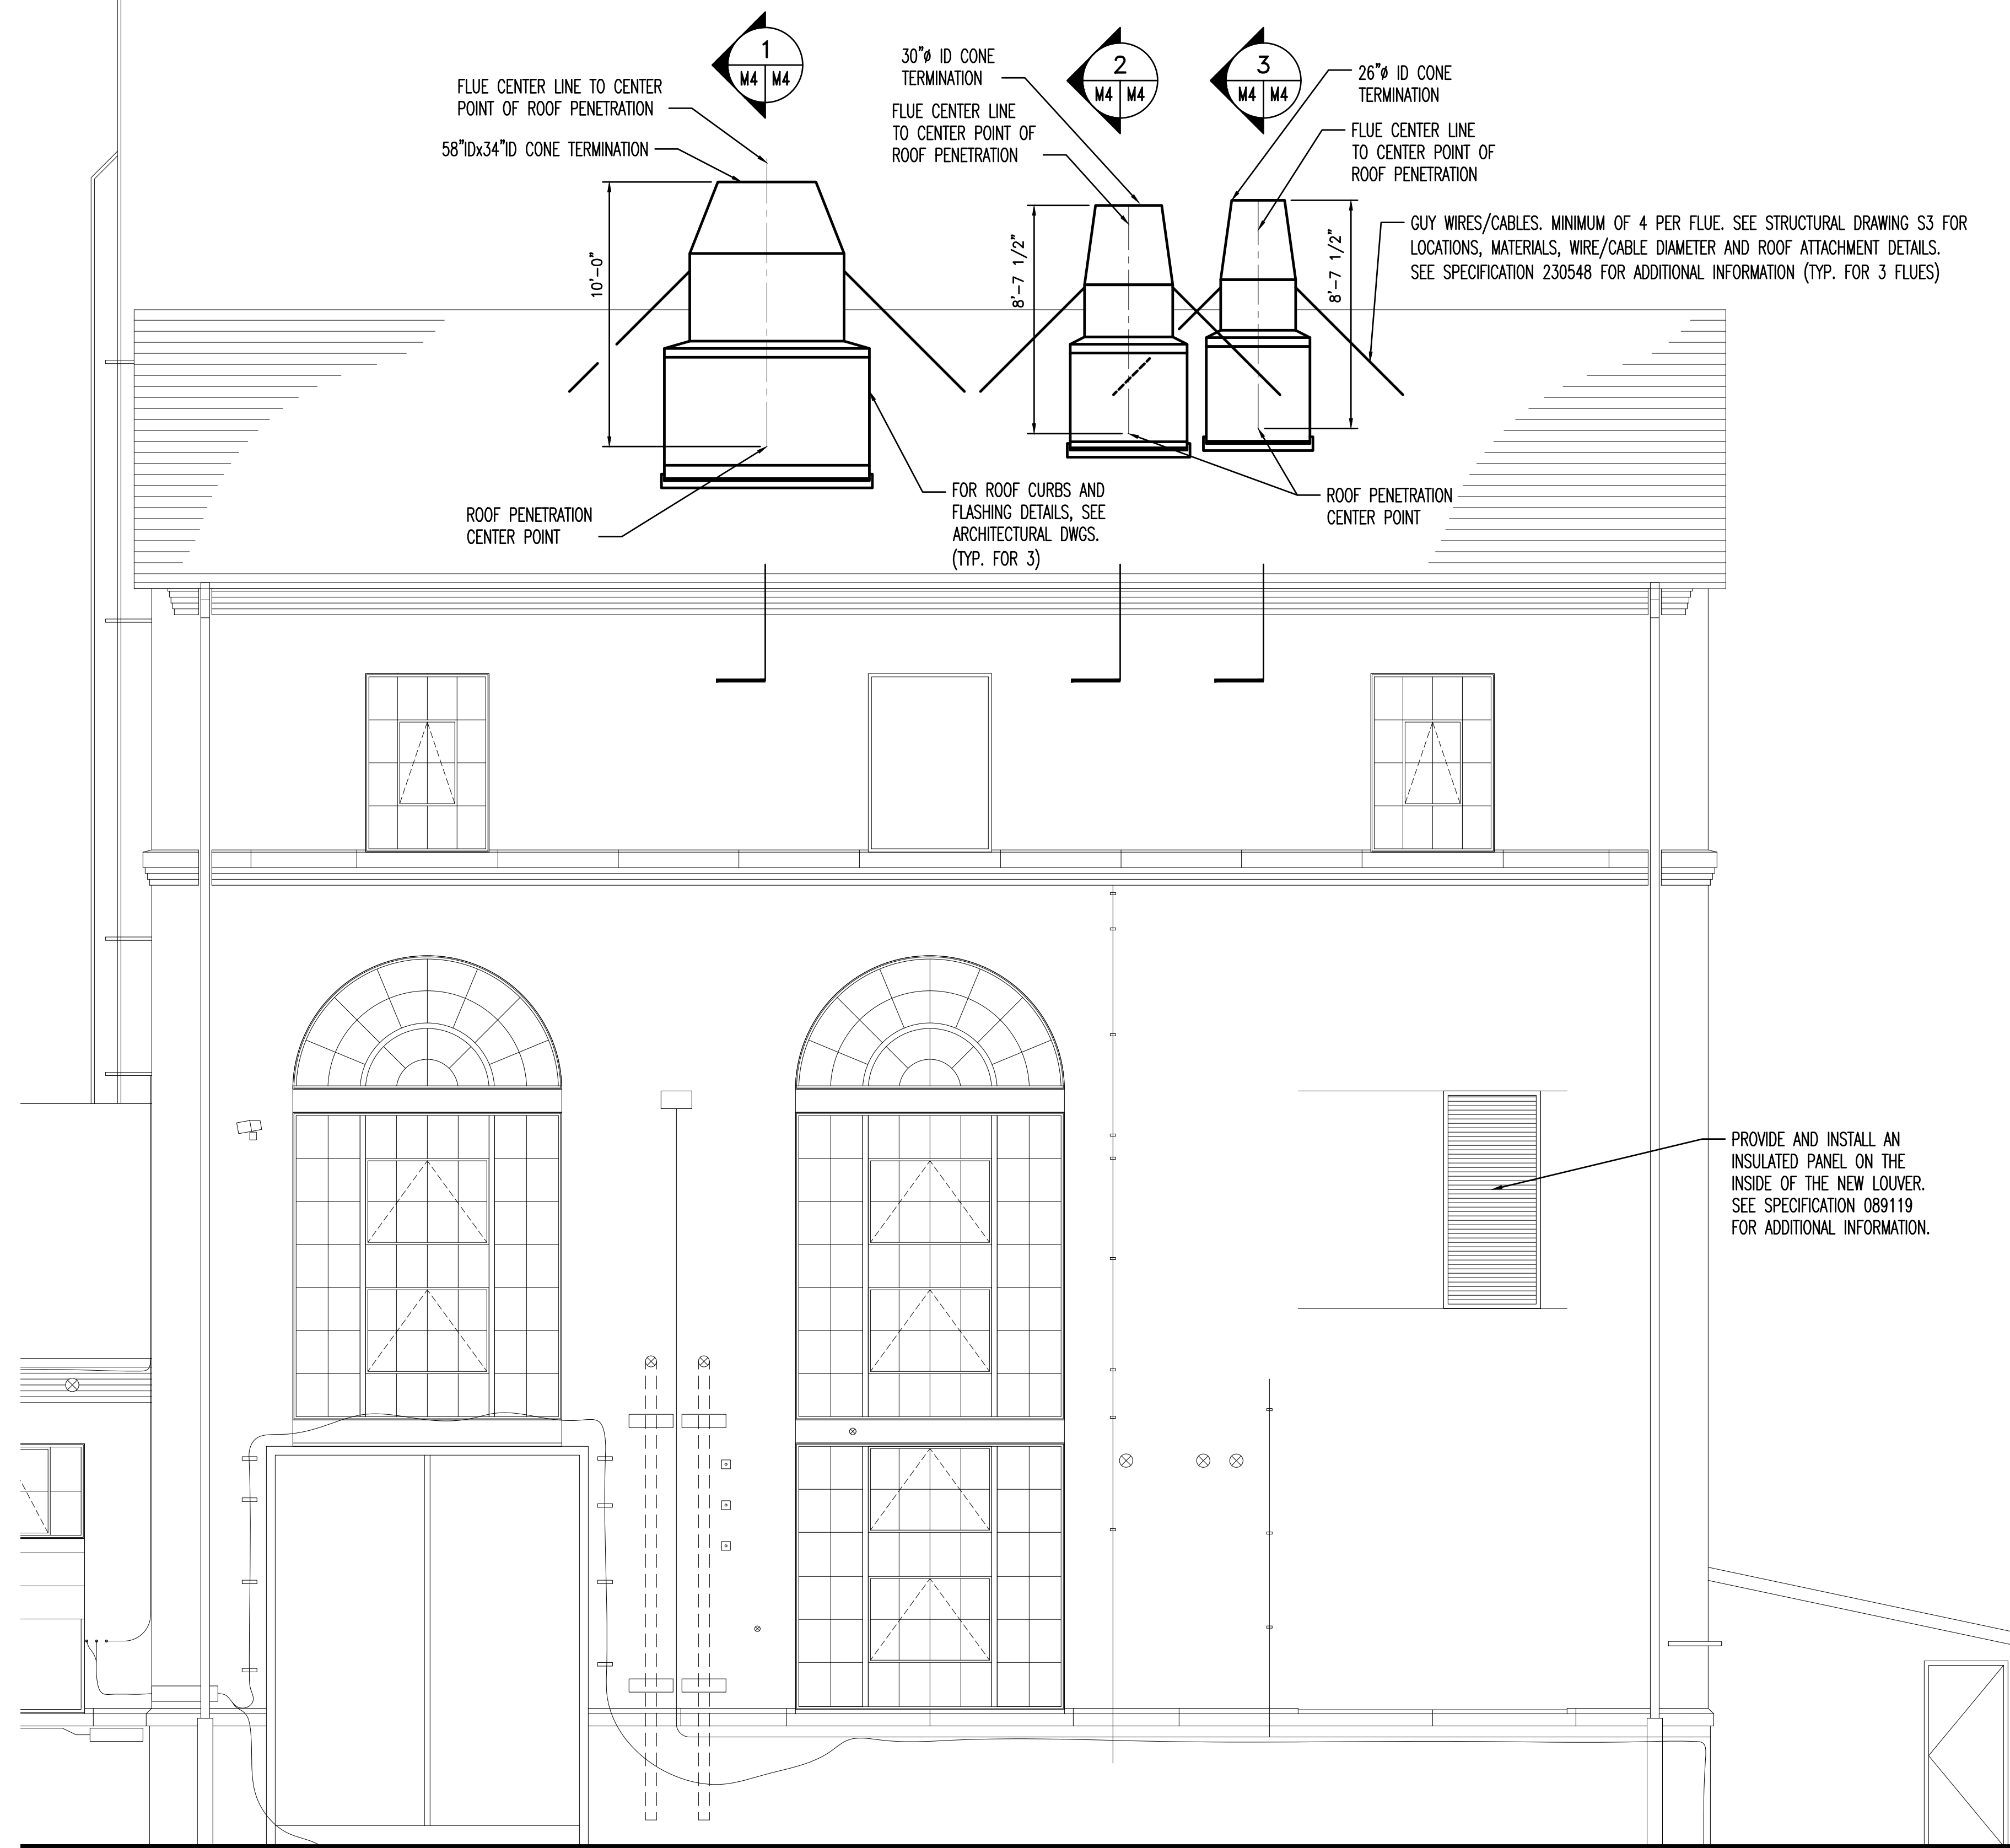 1
M4 M4
2
M4 M4
3
M4 M4
FLUE CENTER LINE TO CENTER
POINT OF ROOF PENETRATION
58"IDx34"ID CONE TERMINATION
30"ø ID CONE
TERMINATION
FLUE CENTER LINE
TO CENTER POINT OF
ROOF PENETRATION
26"ø ID CONE
TERMINATION
FLUE CENTER LINE
TO CENTER POINT OF
ROOF PENETRATION
GUY WIRES/CABLES. MINIMUM OF 4 PER FLUE. SEE STRUCTURAL DRAWING S3 FOR
LOCATIONS, MATERIALS, WIRE/CABLE DIAMETER AND ROOF ATTACHMENT DETAILS.
SEE SPECIFICATION 230548 FOR ADDITIONAL INFORMATION (TYP. FOR 3 FLUES)
10'-0"
8'-7 1/2"
8'-7 1/2"
ROOF PENETRATION
CENTER POINT
FOR ROOF CURBS AND
FLASHING DETAILS, SEE
ARCHITECTURAL DWGS.
(TYP. FOR 3)
ROOF PENETRATION
CENTER POINT
PROVIDE AND INSTALL AN
INSULATED PANEL ON THE
INSIDE OF THE NEW LOUVER.
SEE SPECIFICATION 089119
FOR ADDITIONAL INFORMATION.